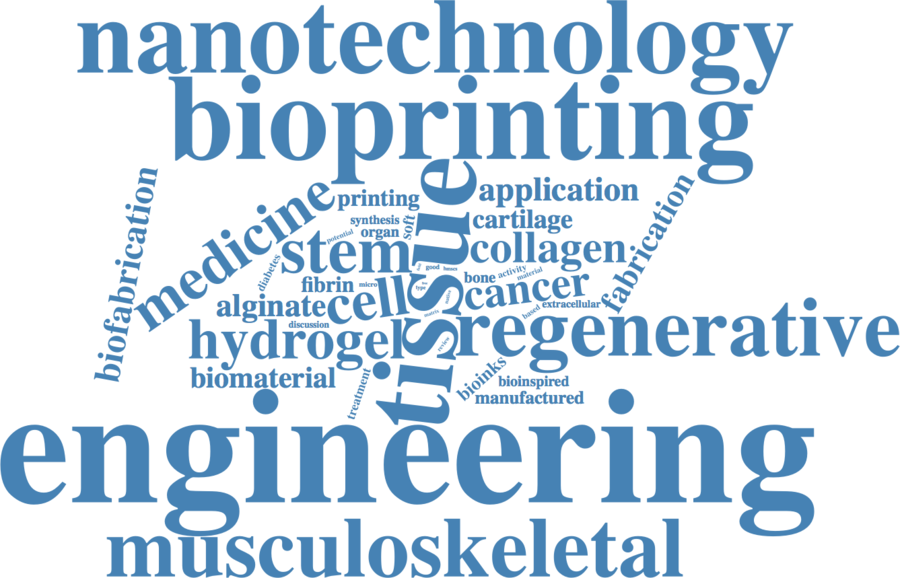 nanotechnology
bioprinting
biofabrication
medicine
printing
tissue
application
fabrication
synthesis
soft
cartilage
potential
organ
stem
collagen
diabetes
good
bone
activity
material
fibrin
micro
type
cancer
alginate
cell
extracellular
based
matrix
discussion
hydrogel
review
regenerative
biomaterial
treatment
bioinks
bioinspired
manufactured
engineering
musculoskeletal